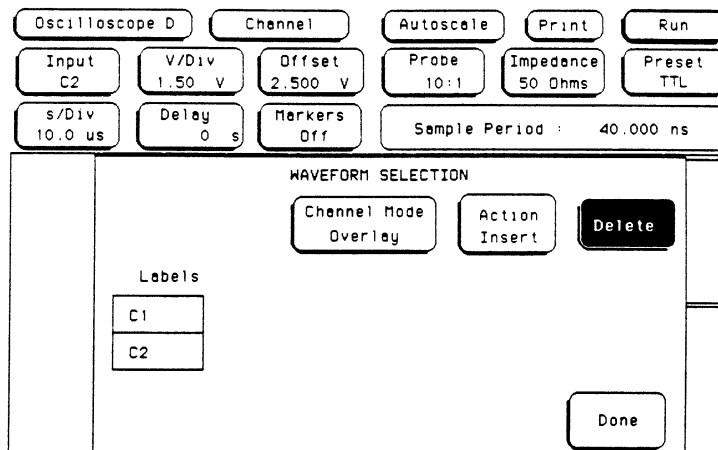 Oscilloscope D Channel Autoscale Print Run
Input V/Div Offset Probe Impedance Preset
C2 1.50 V 2.500 V 10:1 50 Ohms TTL
s/Div Delay Markers
10.0 us 0 s Off Sample Period : 40.000 ns
WAVEFORM SELECTION
Channel Mode Action Delete
Overlay Insert
Labels
C1
C2
Done